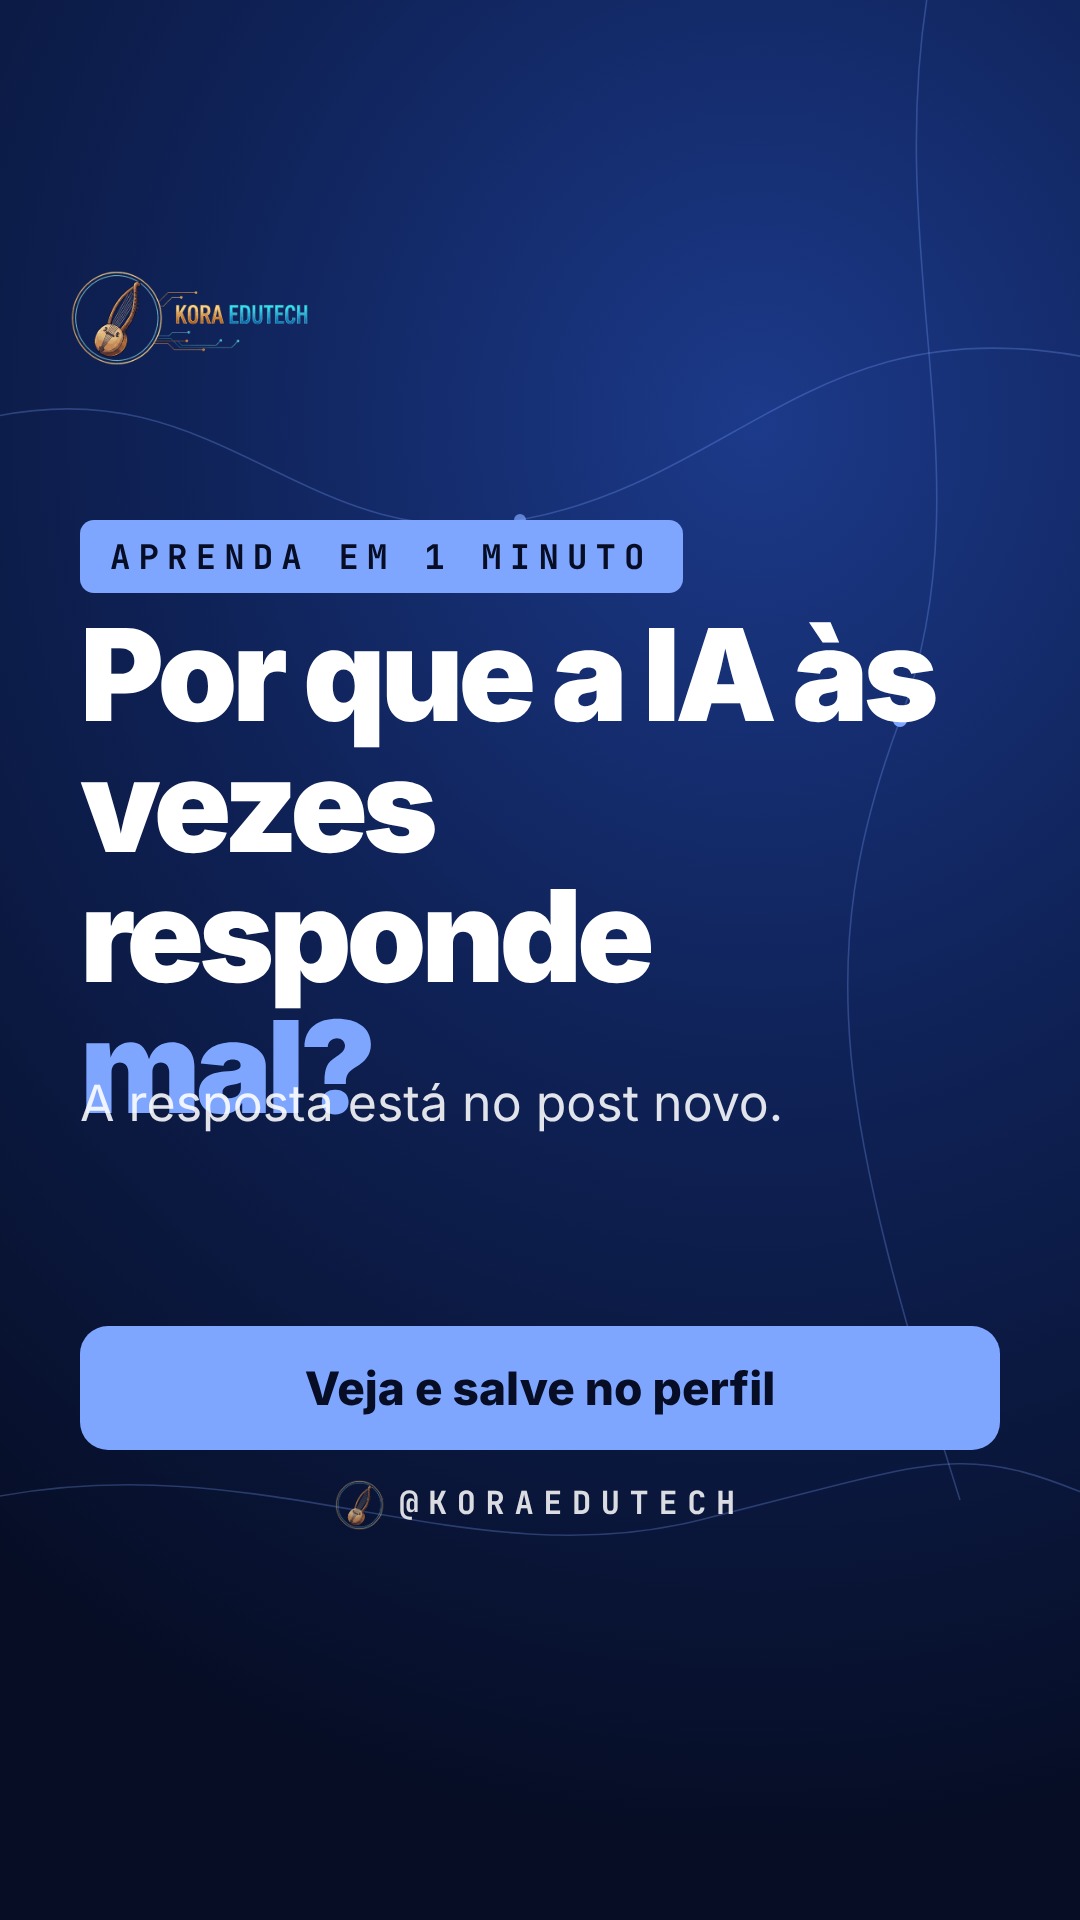 KORA EDUTECH
APRENDA EM 1 MINUTO
Por que a IA às
vezes
responde
mal?
A resposta está no post novo.
Veja e salve no perfil
@KORAEDUTECH